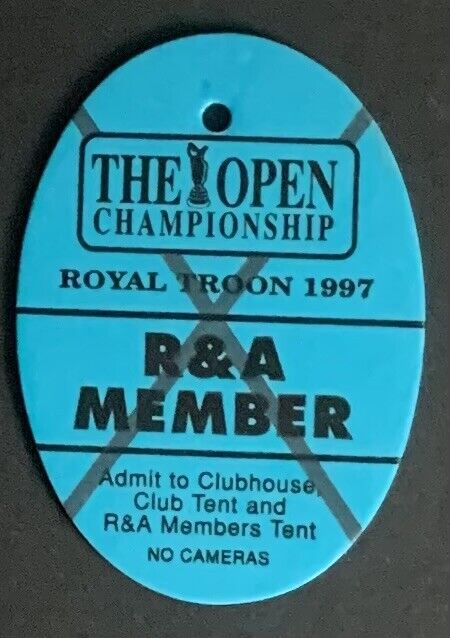 THE OPEN
CHAMPIONSHIP
ROYAL TROON 1997
R&A
MEMBER
Admit to Clubhouse,
Club Tent and
R&A Members Tent
NO CAMERAS